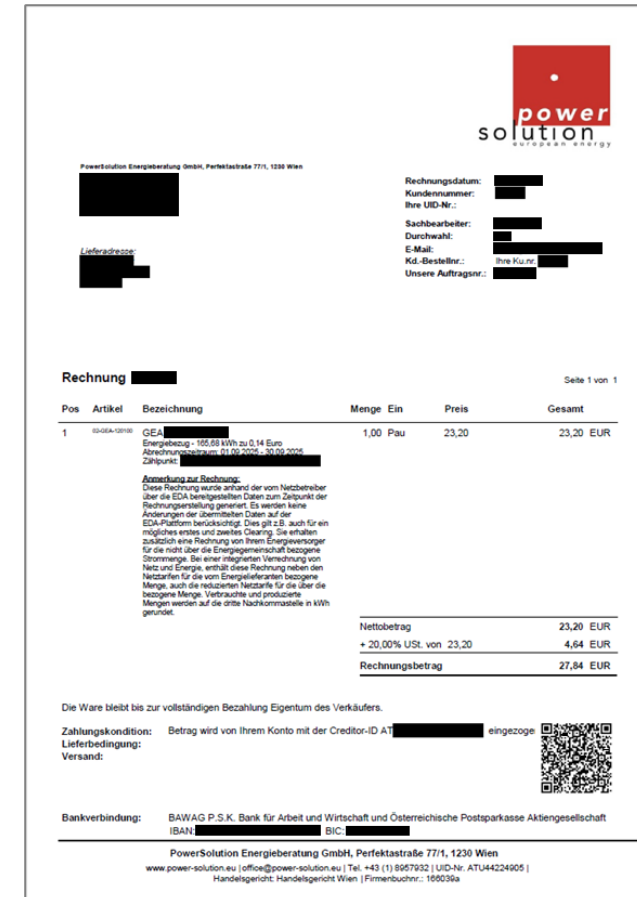 power
solution
european energy
PowerSolution Energieberatung GmbH, Perfektastraße 77/1, 1230 Wien
Rechnungsdatum:
Kundennummer:
Ihre UID-Nr.:
Sachbearbeiter:
Durchwahl:
E-Mail:
Kd.-Bestellnr.: Ihre Ku.nr.
Unsere Auftragsnr.:
Lieferadresse:
Rechnung
Seite 1 von 1
Pos Artikel Bezeichnung Menge Ein Preis Gesamt
1 02-GEA-120100 GEA 1,00 Pau 23,20 23,20 EUR
Energiebezug - 165,68 kWh zu 0,14 Euro
Abrechnungszeitraum: 01.09.2025 - 30.09.2025
Zählpunkt:
Anmerkung zur Rechnung:
Diese Rechnung wurde anhand der vom Netzbetreiber
über die EDA bereitgestellten Daten zum Zeitpunkt der
Rechnungserstellung generiert. Es werden keine
Änderungen der übermittelten Daten auf der
EDA-Plattform berücksichtigt. Dies gilt z.B. auch für ein
mögliches erstes und zweites Clearing. Sie erhalten
zusätzlich eine Rechnung von Ihrem Energieversorger
für die nicht über die Energiegemeinschaft bezogene
Strommenge. Bei einer integrierten Verrechnung von
Netz und Energie, enthält diese Rechnung neben den
Netztarifen für die vom Energielieferanten bezogene
Menge, auch die reduzierten Netztarife für die über die
bezogene Menge. Verbrauchte und produzierte
Mengen werden auf die dritte Nachkommastelle in kWh
gerundet.
Nettobetrag 23,20 EUR
+ 20,00% USt. von 23,20 4,64 EUR
Rechnungsbetrag 27,84 EUR
Die Ware bleibt bis zur vollständigen Bezahlung Eigentum des Verkäufers.
Zahlungskondition: Betrag wird von Ihrem Konto mit der Creditor-ID AT eingezoge
Lieferbedingung:
Versand:
Bankverbindung: BAWAG P.S.K. Bank für Arbeit und Wirtschaft und Österreichische Postsparkasse Aktiengesellschaft
IBAN: BIC:
PowerSolution Energieberatung GmbH, Perfektastraße 77/1, 1230 Wien
www.power-solution.eu | office@power-solution.eu | Tel. +43 (1) 8957932 | UID-Nr. ATU44224905 |
Handelsgericht: Handelsgericht Wien | Firmenbuchnr.: 166039a